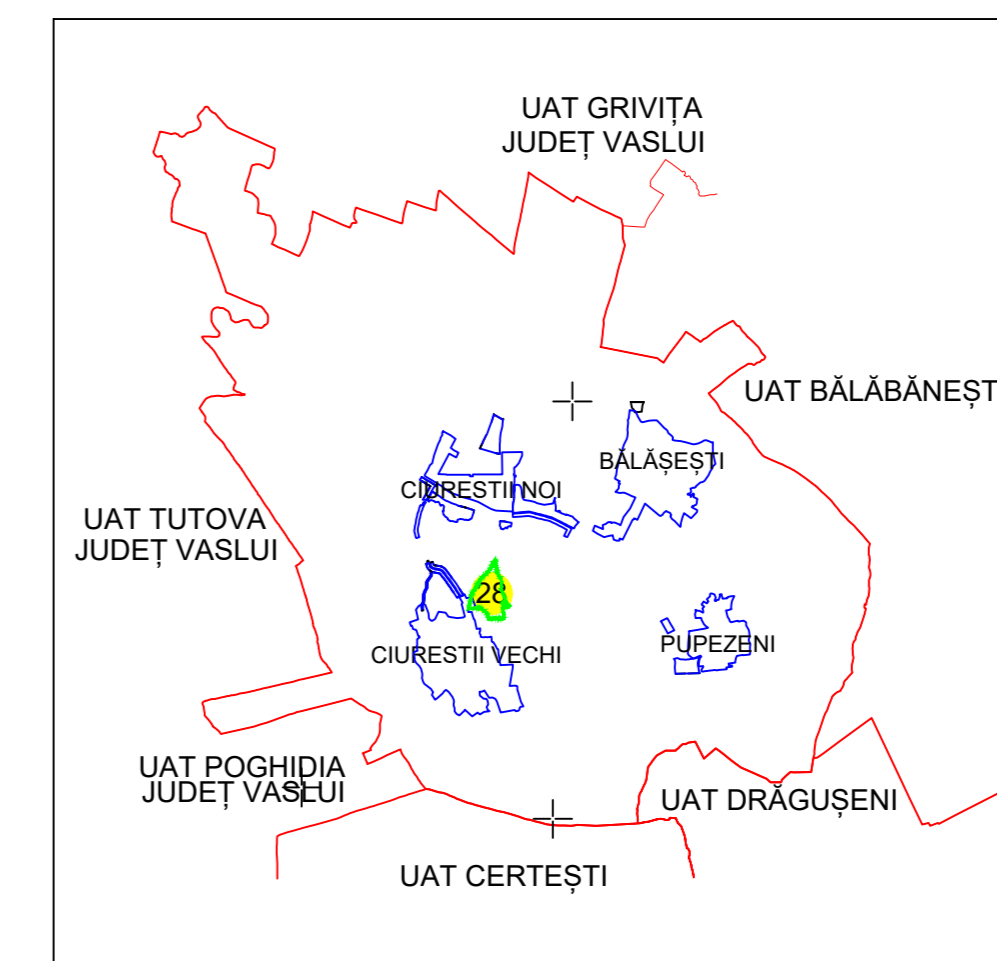 UAT GRIVIȚA
JUDEȚ VASLUI
UAT BĂLĂBĂNEȘT
BĂLĂȘEȘTI
CIURESTII NOI
UAT TUTOVA
JUDEȚ VASLUI
28
CIURESTII VECHI
PUPEZENI
UAT POGHIDIA
JUDEȚ VASLUI
UAT DRĂGUȘENI
UAT CERTEȘTI